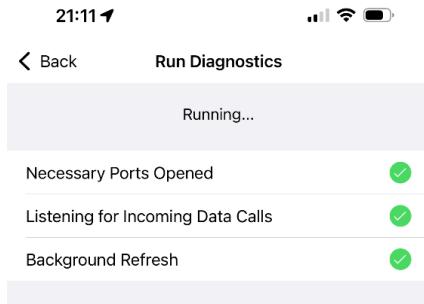 21:11
Back Run Diagnostics
Running...
Necessary Ports Opened
Listening for Incoming Data Calls
Background Refresh